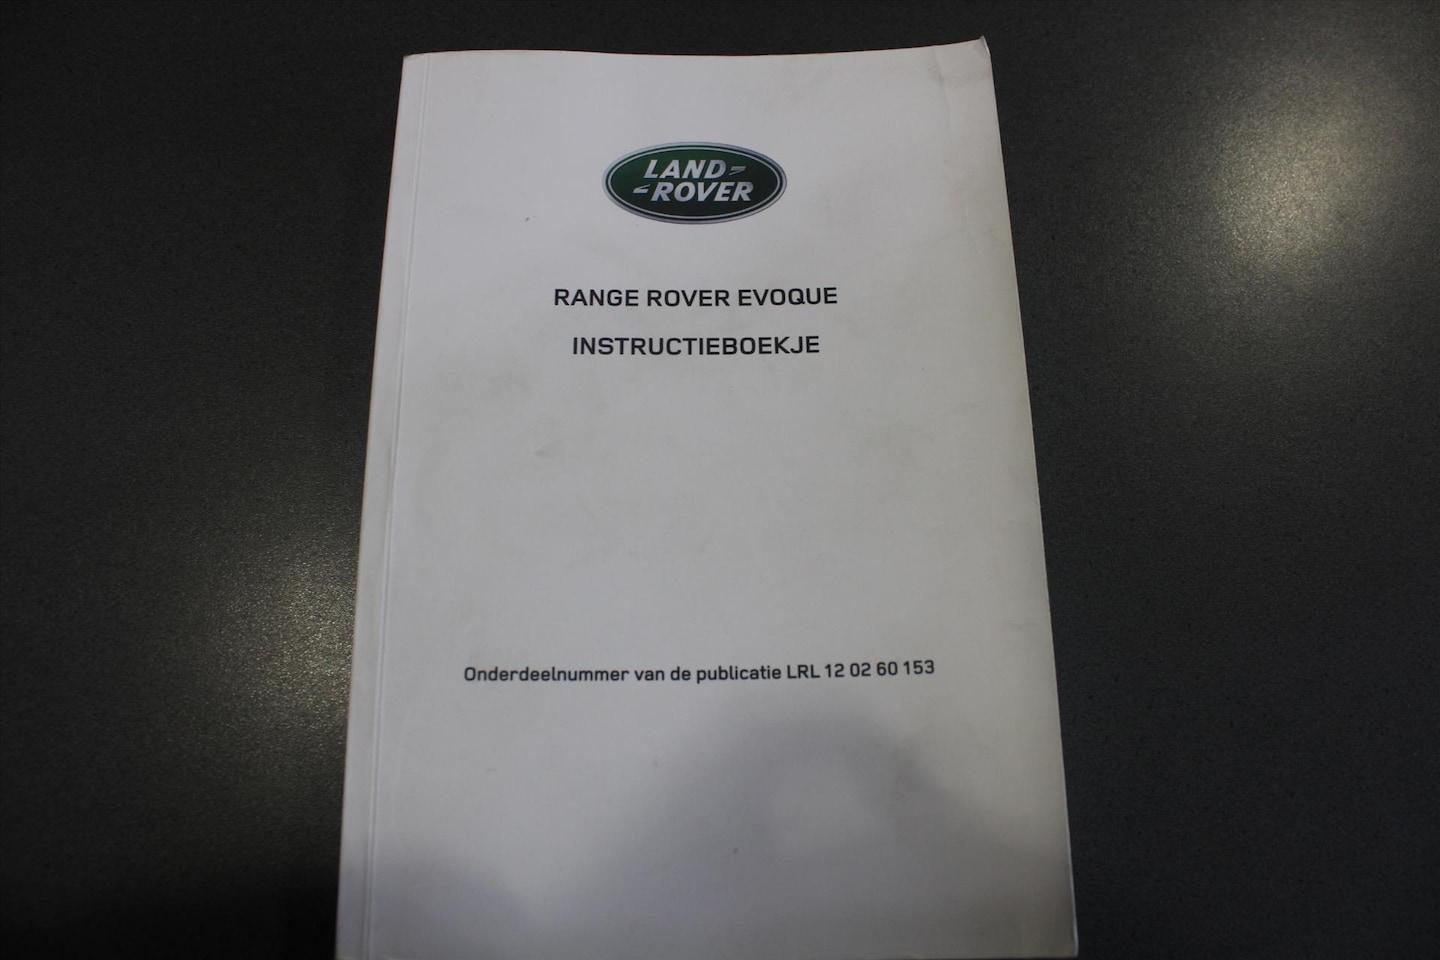 LAND
ROVER
RANGE ROVER EVOQUE
INSTRUCTIEBOEKJE
Onderdeelnummer van de publicatie LRL 12 02 60 153